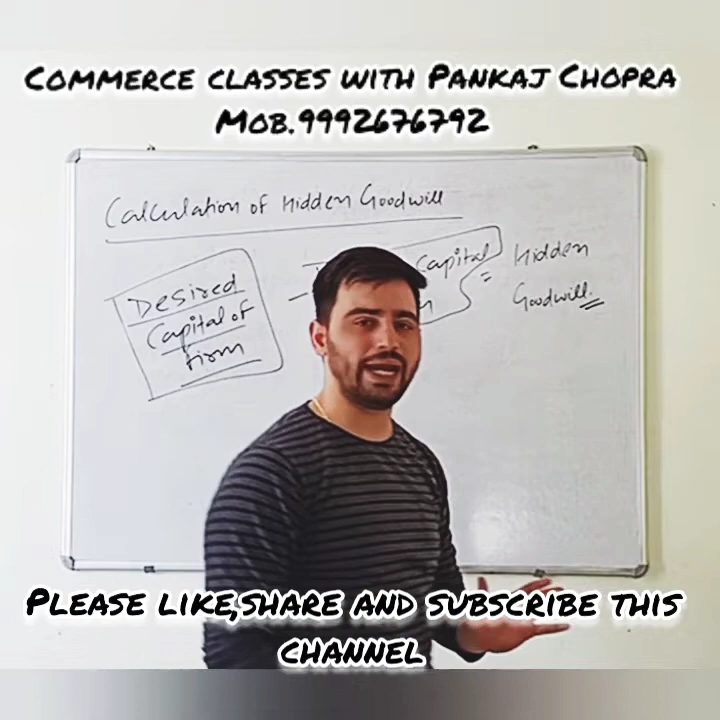 Commerce classes with Pankaj Chopra
Mob.9992676792
Calculation of Hidden Goodwill
Desired
Capital of
firm
-
Capital
=
Hidden
Goodwill.
Please like,share and subscribe this
channel